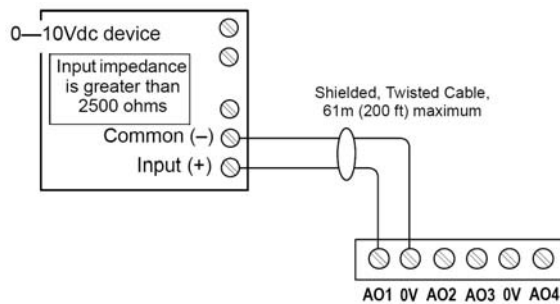 0—10Vdc device
Input impedance
is greater than
2500 ohms
Common (–)
Input (+)
Shielded, Twisted Cable,
61m (200 ft) maximum
AO1 0V AO2 AO3 0V AO4